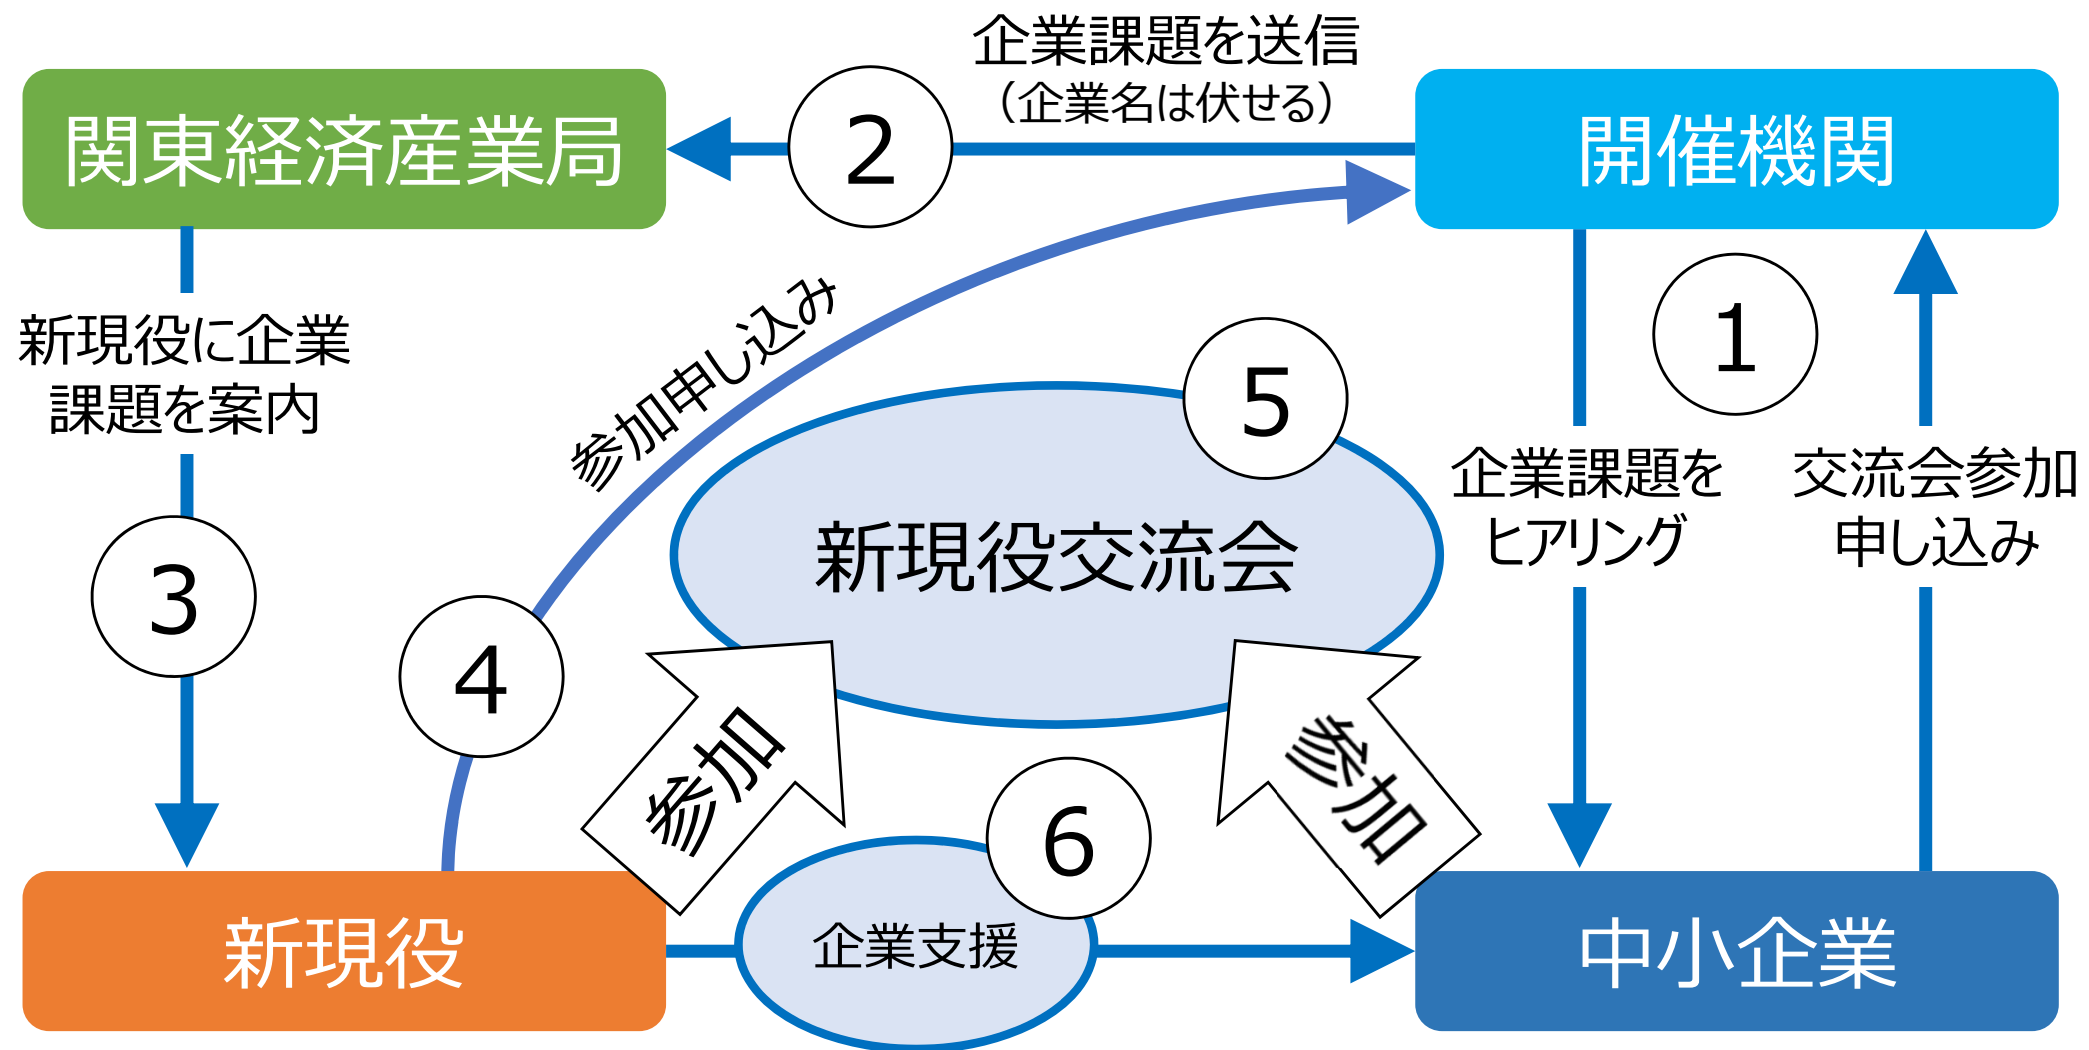 企業課題を送信
（企業名は伏せる）
関東経済産業局
2
開催機関
1
新現役に企業
課題を案内
参加申し込み
5
企業課題を
ヒアリング
交流会参加
申し込み
新現役交流会
3
4
参加
参加
6
新現役
企業支援
中小企業